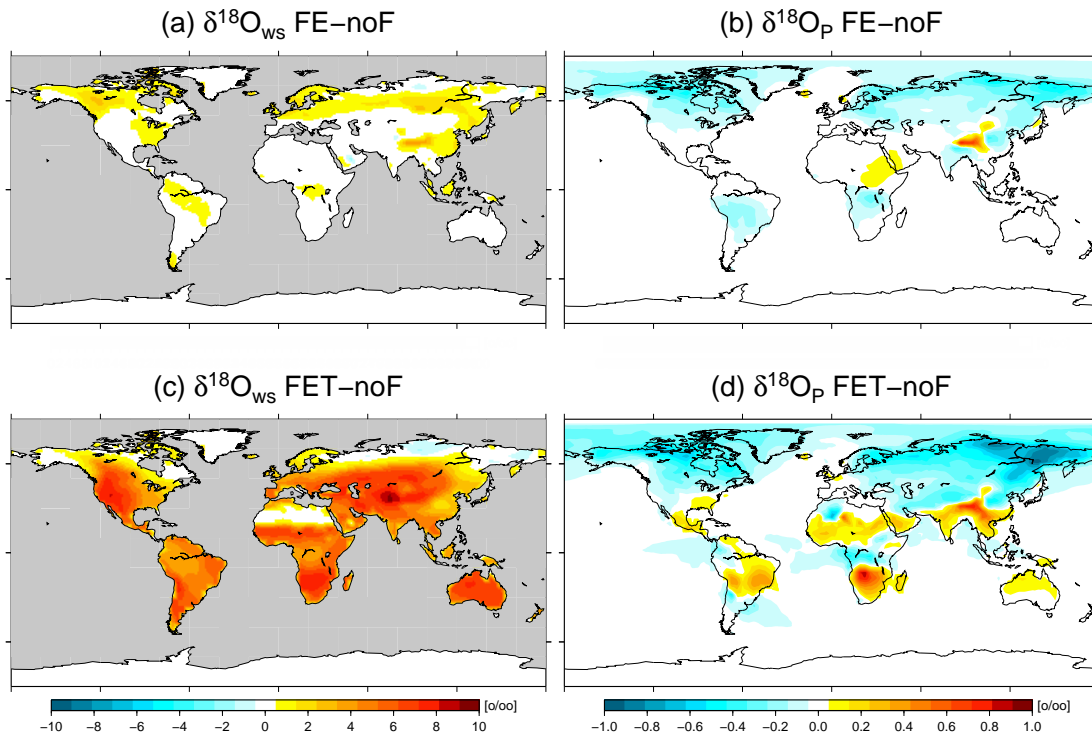 (a) δ¹⁸Ows FE−noF
(b) δ¹⁸OP FE−noF
(c) δ¹⁸Ows FET−noF
(d) δ¹⁸OP FET−noF
[o/oo]
−10 −8 −6 −4 −2 0 2 4 6 8 10
[o/oo]
−1.0 −0.8 −0.6 −0.4 −0.2 0.0 0.2 0.4 0.6 0.8 1.0